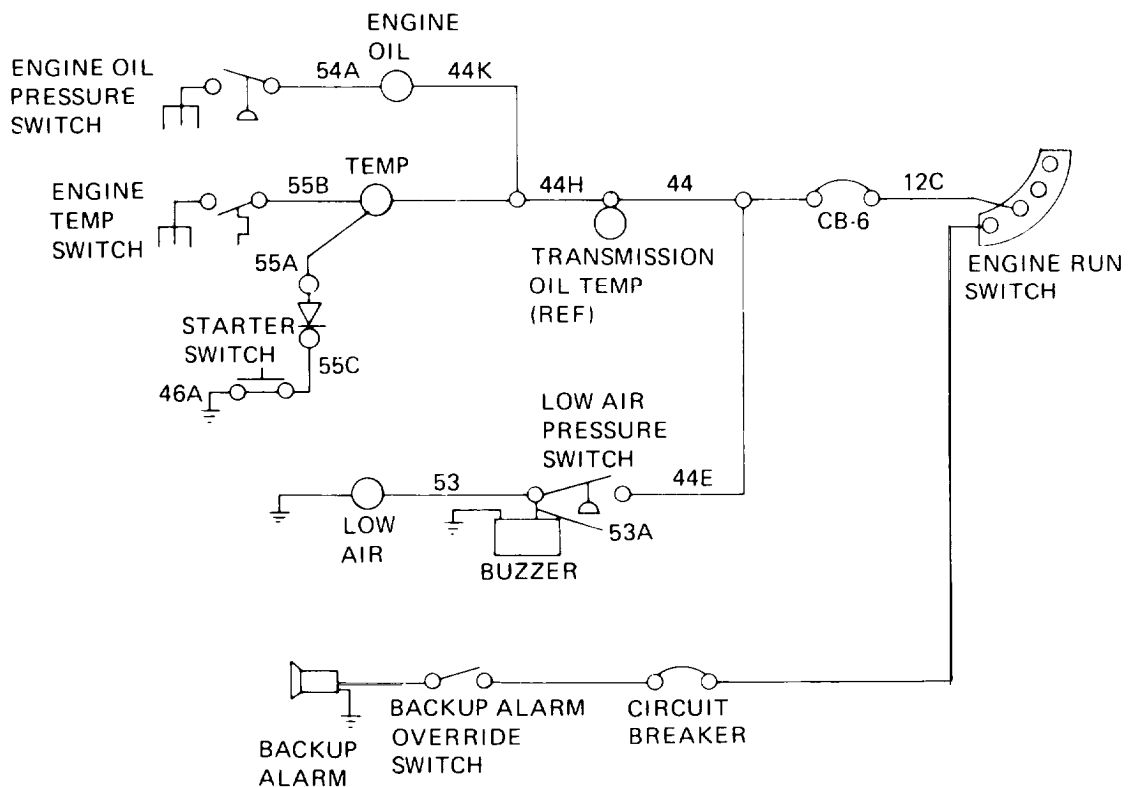 ENGINE
OIL
ENGINE OIL
PRESSURE
SWITCH
54A
44K
ENGINE
TEMP
SWITCH
55B
TEMP
44H
44
12C
CB-6
TRANSMISSION
OIL TEMP
(REF)
ENGINE RUN
SWITCH
55A
STARTER
SWITCH
55C
46A
LOW AIR
PRESSURE
SWITCH
53
44E
LOW
AIR
53A
BUZZER
BACKUP
ALARM
BACKUP ALARM
OVERRIDE
SWITCH
CIRCUIT
BREAKER